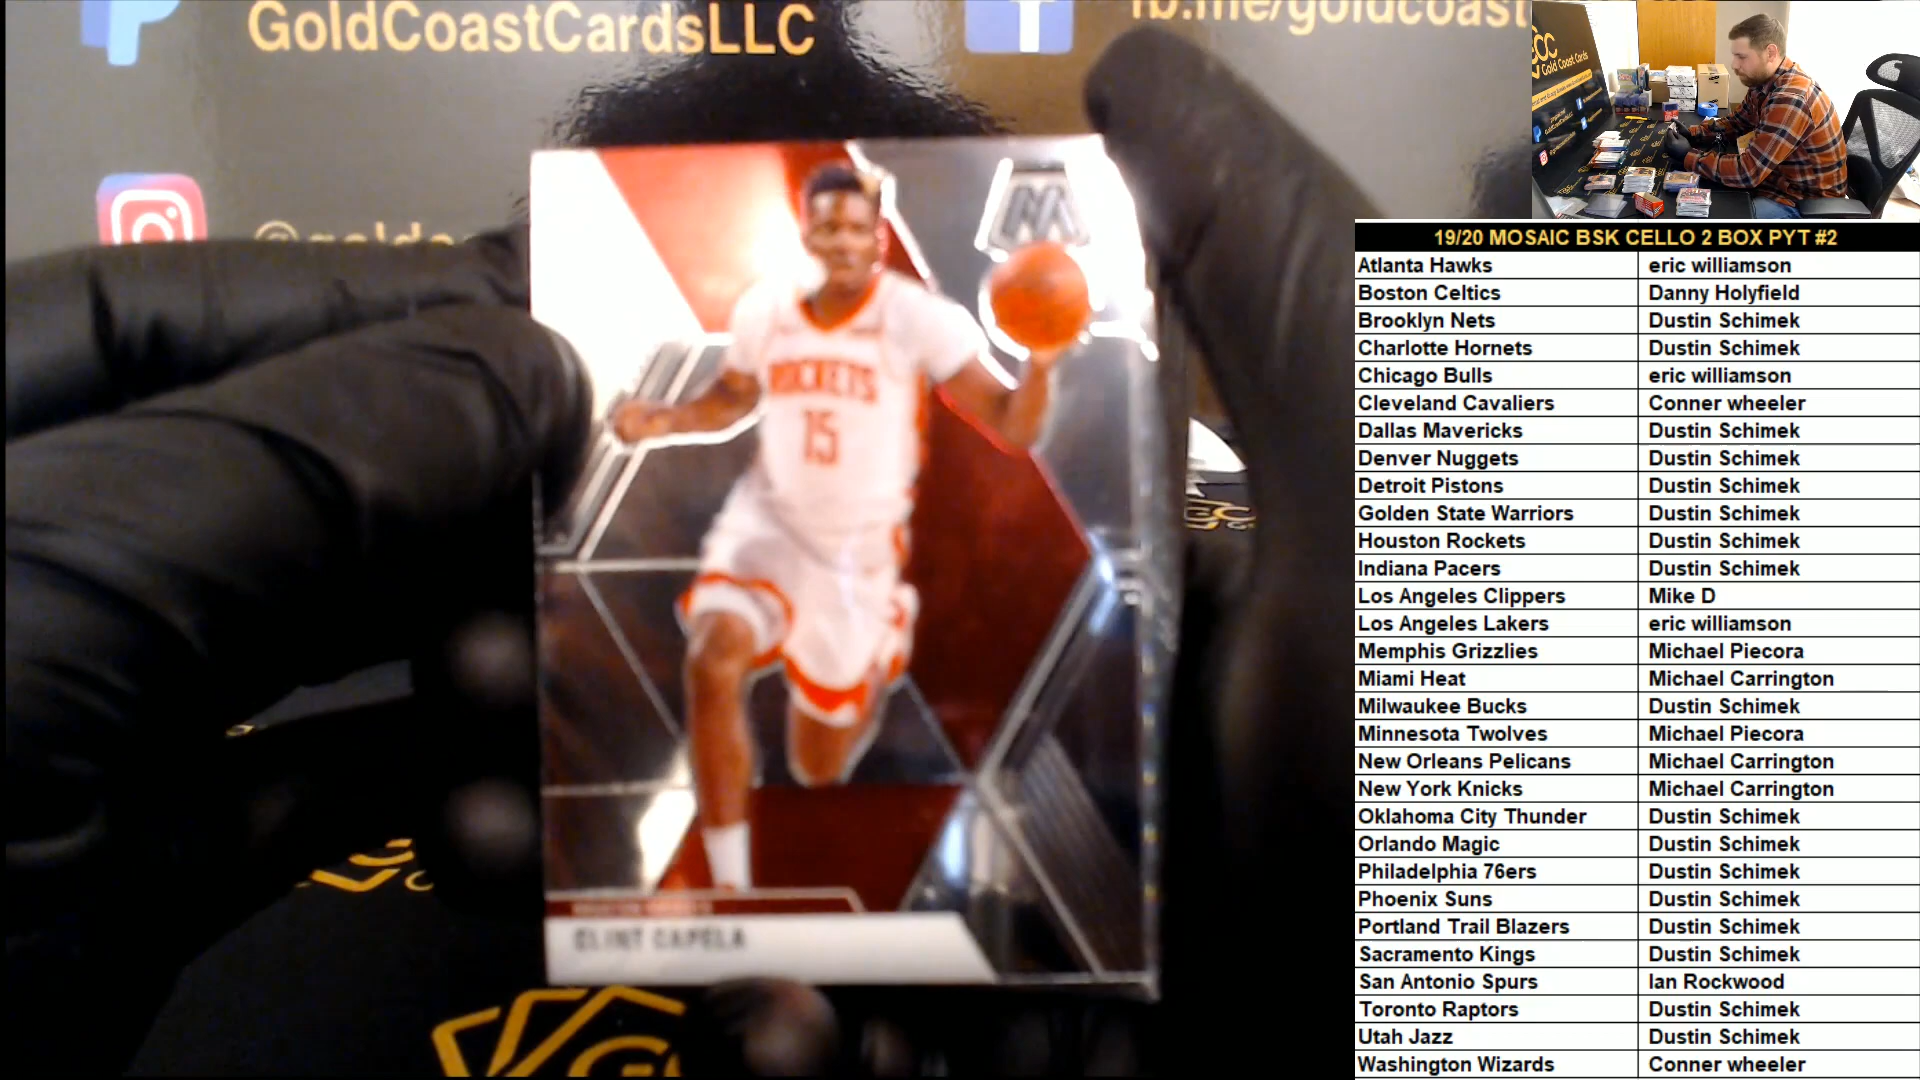 GoldCoastCardsLLC
fb.me/goldcoast
ROCKETS
15
CLINT CAPELA
Gold Coast Cards
19/20 MOSAIC BSK CELLO 2 BOX PYT #2
Atlanta Hawks eric williamson
Boston Celtics Danny Holyfield
Brooklyn Nets Dustin Schimek
Charlotte Hornets Dustin Schimek
Chicago Bulls eric williamson
Cleveland Cavaliers Conner wheeler
Dallas Mavericks Dustin Schimek
Denver Nuggets Dustin Schimek
Detroit Pistons Dustin Schimek
Golden State Warriors Dustin Schimek
Houston Rockets Dustin Schimek
Indiana Pacers Dustin Schimek
Los Angeles Clippers Mike D
Los Angeles Lakers eric williamson
Memphis Grizzlies Michael Piecora
Miami Heat Michael Carrington
Milwaukee Bucks Dustin Schimek
Minnesota Twolves Michael Piecora
New Orleans Pelicans Michael Carrington
New York Knicks Michael Carrington
Oklahoma City Thunder Dustin Schimek
Orlando Magic Dustin Schimek
Philadelphia 76ers Dustin Schimek
Phoenix Suns Dustin Schimek
Portland Trail Blazers Dustin Schimek
Sacramento Kings Dustin Schimek
San Antonio Spurs Ian Rockwood
Toronto Raptors Dustin Schimek
Utah Jazz Dustin Schimek
Washington Wizards Conner wheeler